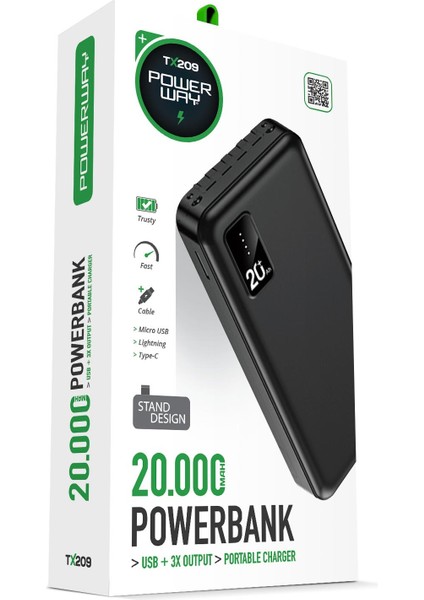 POWERWAY
20.000 mAh POWERBANK
> USB + 3X OUTPUT > PORTABLE CHARGER
TX209
TX209
POWER
WAY
20+ Ah
Trusty
Fast
Cable
> Micro USB
> Lightning
> Type-C
STAND
DESIGN
20.000 mAH
POWERBANK
> USB + 3X OUTPUT > PORTABLE CHARGER